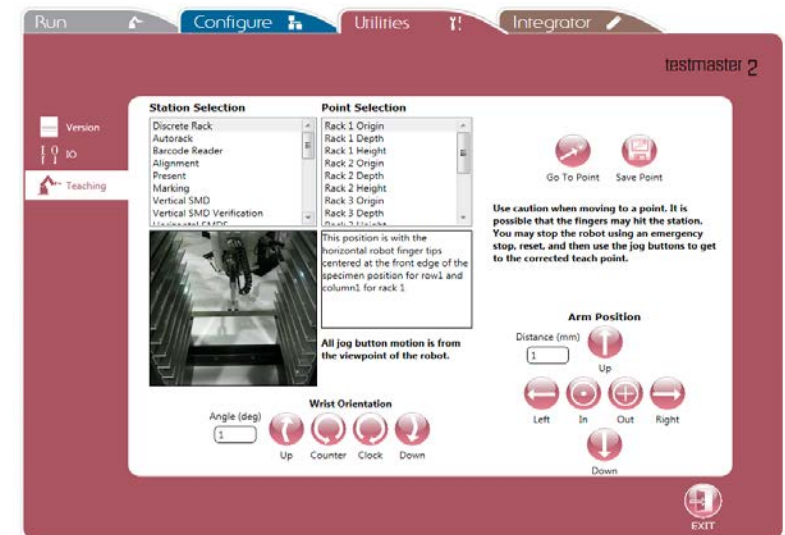 Run
Configure
Utilities
Integrator
testmaster 2
Version
IO
Teaching
Station Selection
Discrete Rack
Autorack
Barcode Reader
Alignment
Present
Marking
Vertical SMD
Vertical SMD Verification
Horizontal SMDS
Point Selection
Rack 1 Origin
Rack 1 Depth
Rack 1 Height
Rack 2 Origin
Rack 2 Depth
Rack 2 Height
Rack 3 Origin
Rack 3 Depth
Rack 3 Height
Go To Point
Save Point
Use caution when moving to a point. It is
possible that the fingers may hit the station.
You may stop the robot using an emergency
stop, reset, and then use the jog buttons to get
to the corrected teach point.
This position is with the
horizontal robot finger tips
centered at the front edge of the
specimen position for row1 and
column1 for rack 1
All jog button motion is from
the viewpoint of the robot.
Arm Position
Distance (mm)
1
Up
Left
In
Out
Right
Down
Wrist Orientation
Angle (deg)
1
Up
Counter
Clock
Down
EXIT